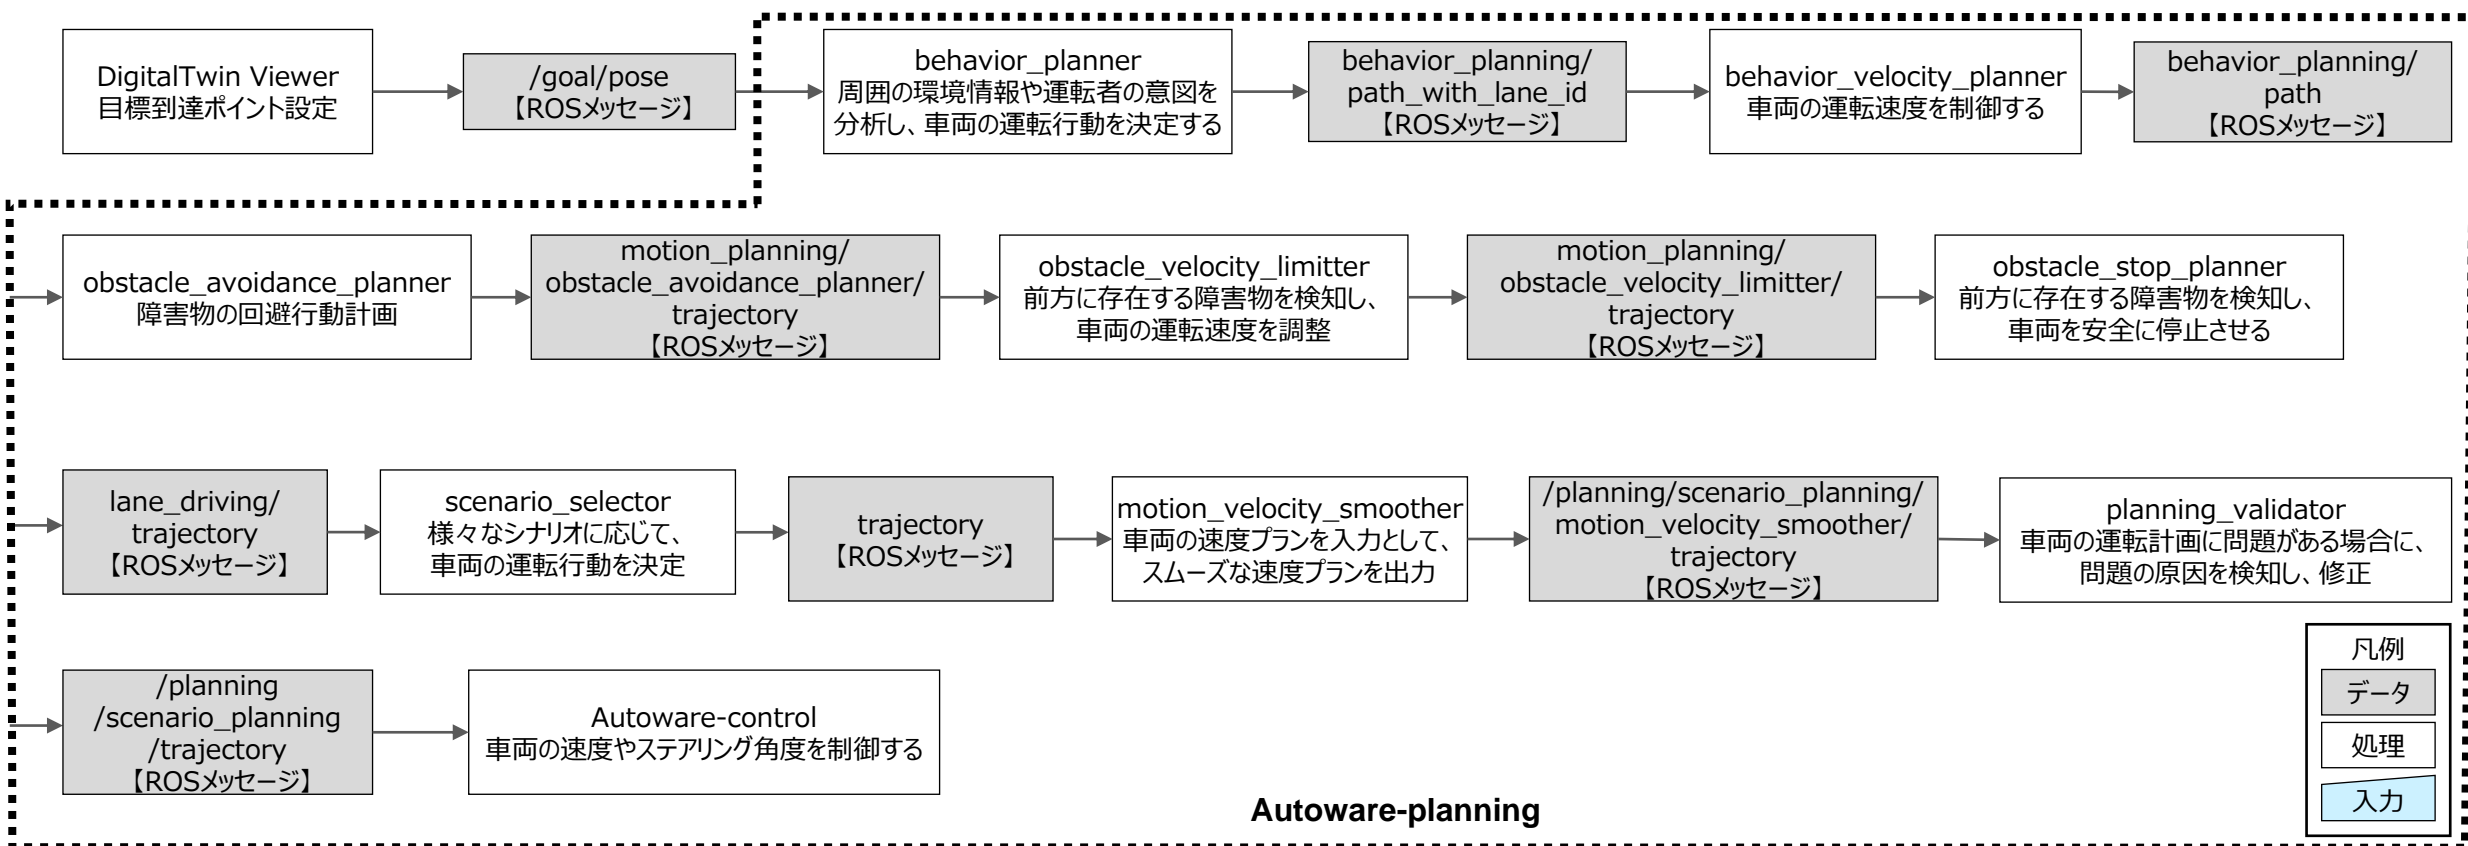 DigitalTwin Viewer
目標到達ポイント設定
/goal/pose
【ROSメッセージ】
behavior_planner
周囲の環境情報や運転者の意図を
分析し、車両の運転行動を決定する
behavior_planning/
path_with_lane_id
【ROSメッセージ】
behavior_velocity_planner
車両の運転速度を制御する
behavior_planning/
path
【ROSメッセージ】
obstacle_avoidance_planner
障害物の回避行動計画
motion_planning/
obstacle_avoidance_planner/
trajectory
【ROSメッセージ】
obstacle_velocity_limitter
前方に存在する障害物を検知し、
車両の運転速度を調整
motion_planning/
obstacle_velocity_limitter/
trajectory
【ROSメッセージ】
obstacle_stop_planner
前方に存在する障害物を検知し、
車両を安全に停止させる
lane_driving/
trajectory
【ROSメッセージ】
scenario_selector
様々なシナリオに応じて、
車両の運転行動を決定
trajectory
【ROSメッセージ】
motion_velocity_smoother
車両の速度プランを入力として、
スムーズな速度プランを出力
/planning/scenario_planning/
motion_velocity_smoother/
trajectory
【ROSメッセージ】
planning_validator
車両の運転計画に問題がある場合に、
問題の原因を検知し、修正
/planning
/scenario_planning
/trajectory
【ROSメッセージ】
Autoware-control
車両の速度やステアリング角度を制御する
Autoware-planning
凡例
データ
処理
入力